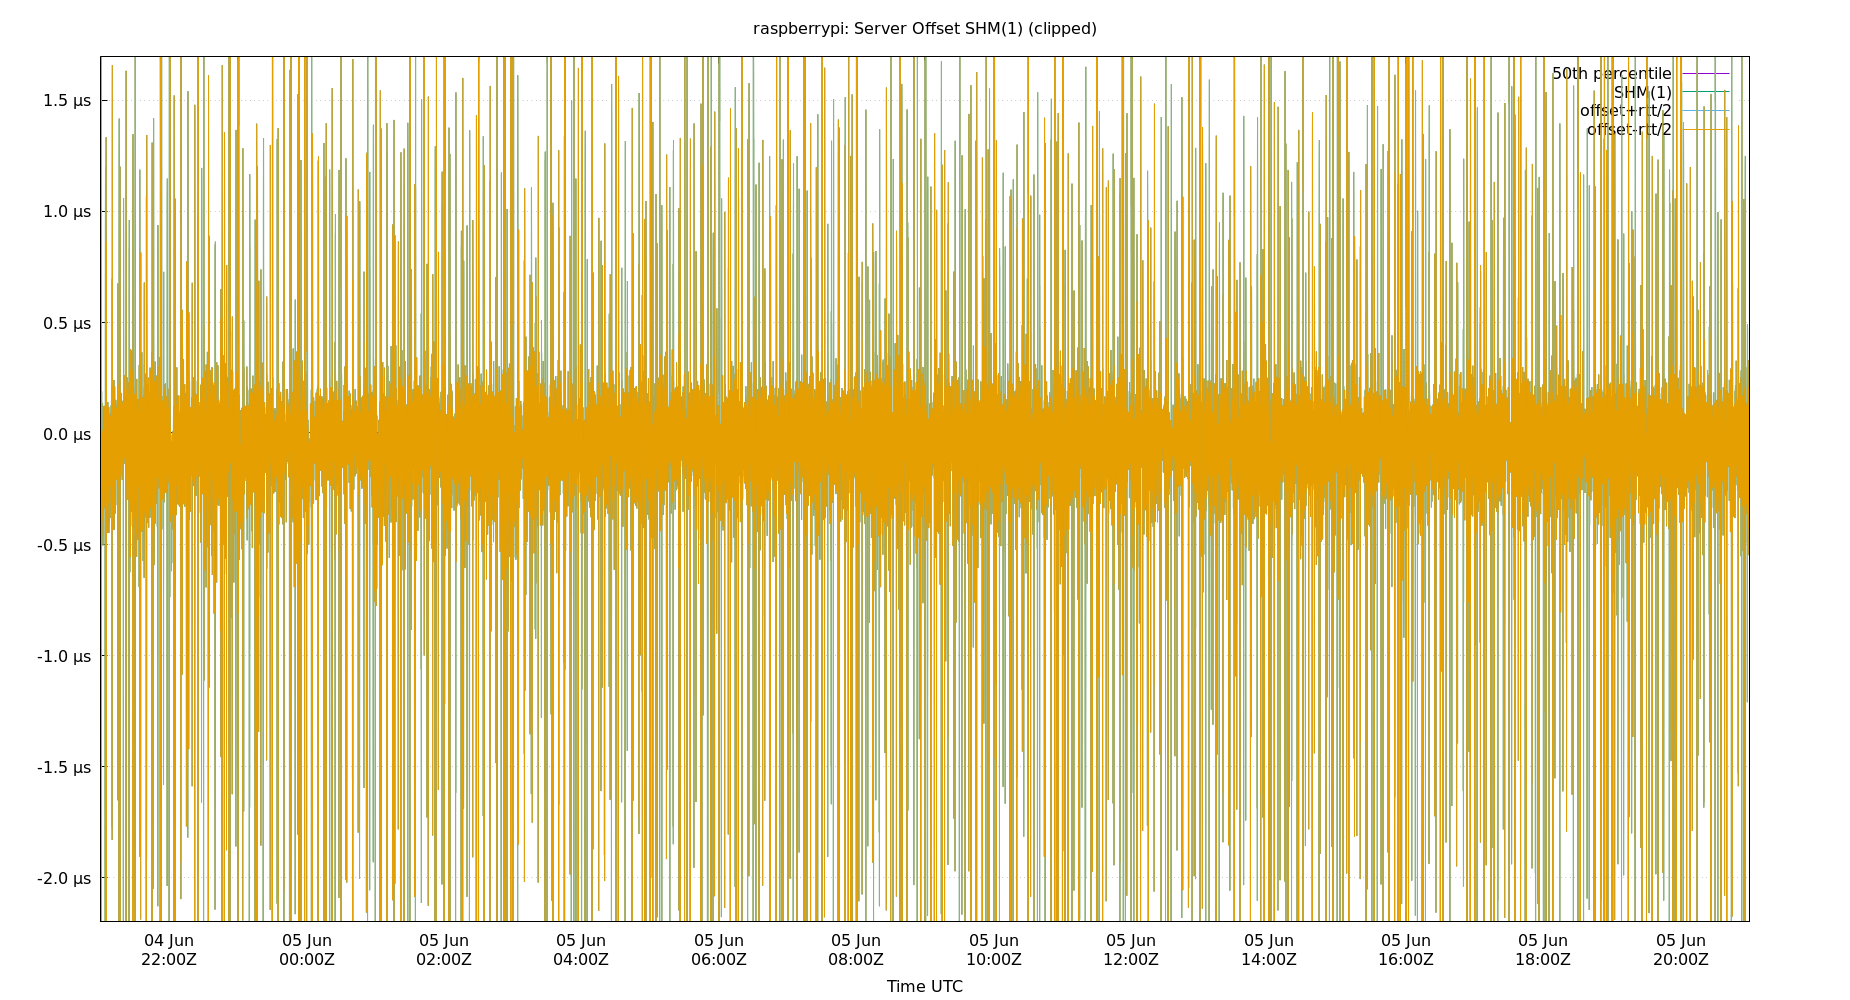 raspberrypi: Server Offset SHM(1) (clipped)
50th percentile
SHM(1)
offset+rtt/2
offset-rtt/2
1.5 µs
1.0 µs
0.5 µs
0.0 µs
-0.5 µs
-1.0 µs
-1.5 µs
-2.0 µs
04 Jun 05 Jun 05 Jun 05 Jun 05 Jun 05 Jun 05 Jun 05 Jun 05 Jun 05 Jun 05 Jun 05 Jun
22:00Z 00:00Z 02:00Z 04:00Z 06:00Z 08:00Z 10:00Z 12:00Z 14:00Z 16:00Z 18:00Z 20:00Z
Time UTC